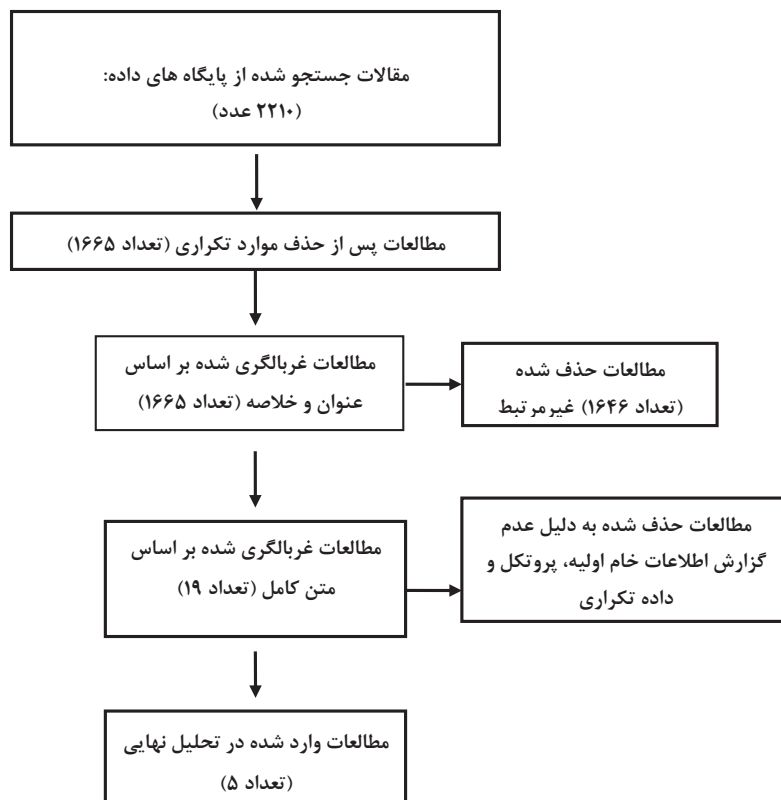 مقالات جستجو شده از پایگاه های داده:
(۲۲۱۰ عدد)
مطالعات پس از حذف موارد تکراری (تعداد ۱۶۶۵)
مطالعات غربالگری شده بر اساس
عنوان و خلاصه (تعداد ۱۶۶۵)
مطالعات حذف شده
(تعداد ۱۶۴۶) غیرمرتبط
مطالعات غربالگری شده بر اساس
متن کامل (تعداد ۱۹)
مطالعات حذف شده به دلیل عدم
گزارش اطلاعات خام اولیه، پروتکل و
داده تکراری
مطالعات وارد شده در تحلیل نهایی
(تعداد ۵)